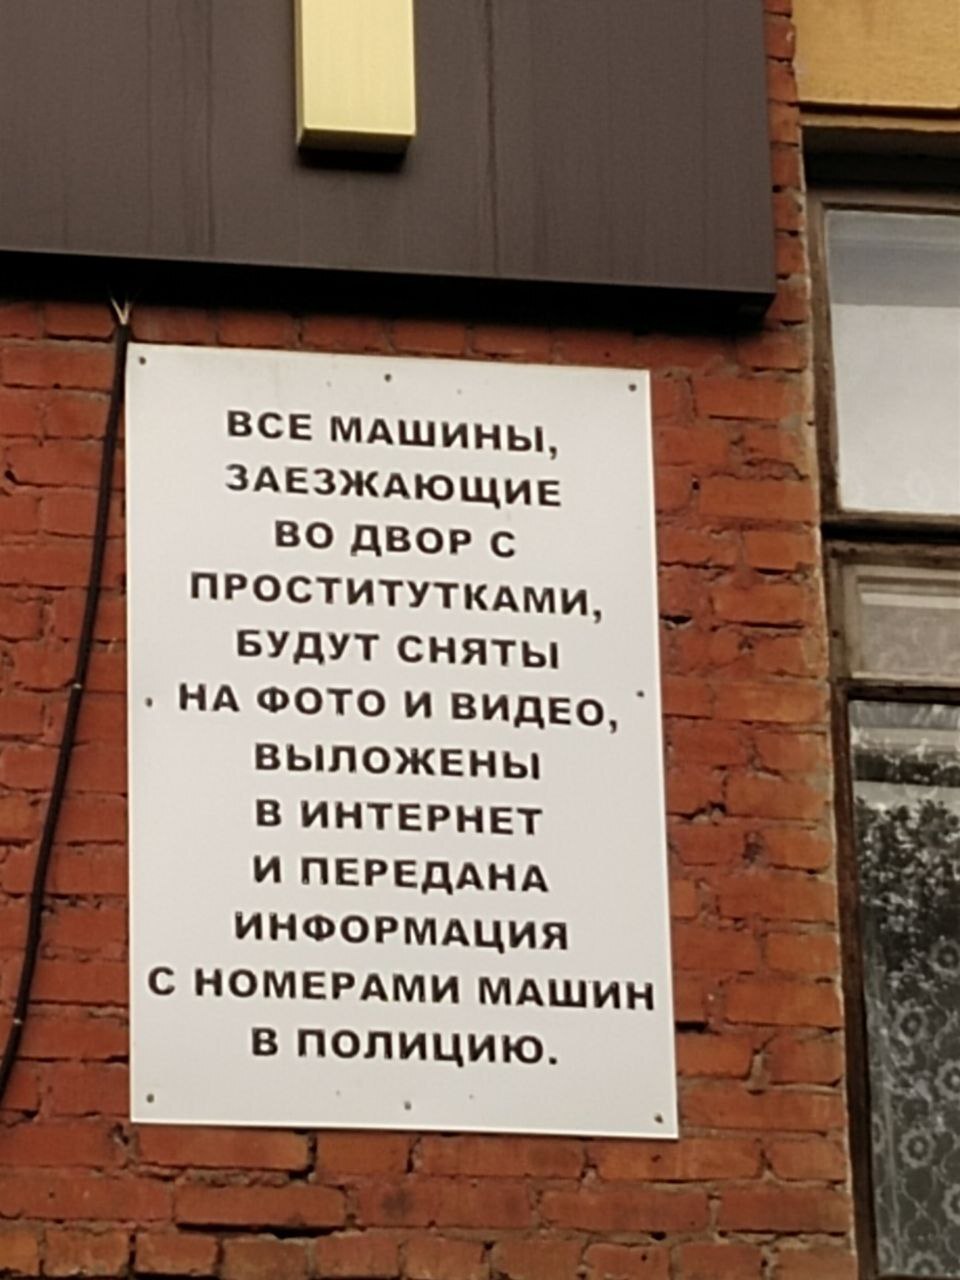 ВСЕ МАШИНЫ,
ЗАЕЗЖАЮЩИЕ
ВО ДВОР С
ПРОСТИТУТКАМИ,
БУДУТ СНЯТЫ
НА ФОТО И ВИДЕО,
ВЫЛОЖЕНЫ
В ИНТЕРНЕТ
И ПЕРЕДАНА
ИНФОРМАЦИЯ
С НОМЕРАМИ МАШИН
В ПОЛИЦИЮ.